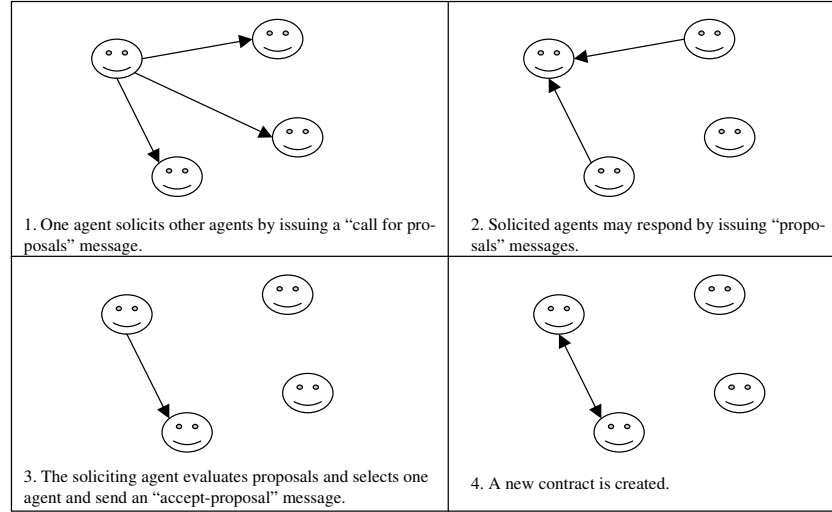 1. One agent solicits other agents by issuing a “call for pro-
posals” message.
2. Solicited agents may respond by issuing “propo-
sals” messages.
3. The soliciting agent evaluates proposals and selects one
agent and send an “accept-proposal” message.
4. A new contract is created.